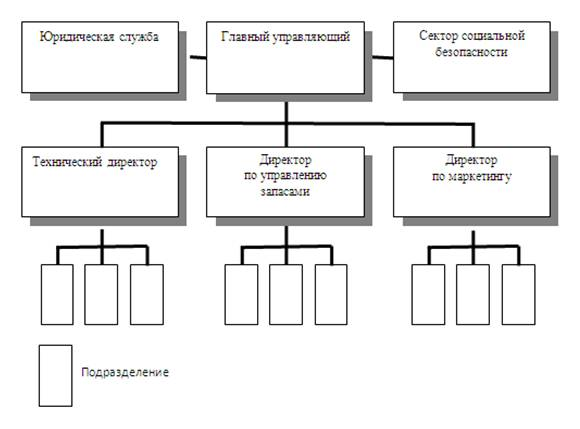 Юридическая служба
Главный управляющий
Сектор социальной
безопасности
Технический директор
Директор
по управлению
запасами
Директор
по маркетингу
Подразделение